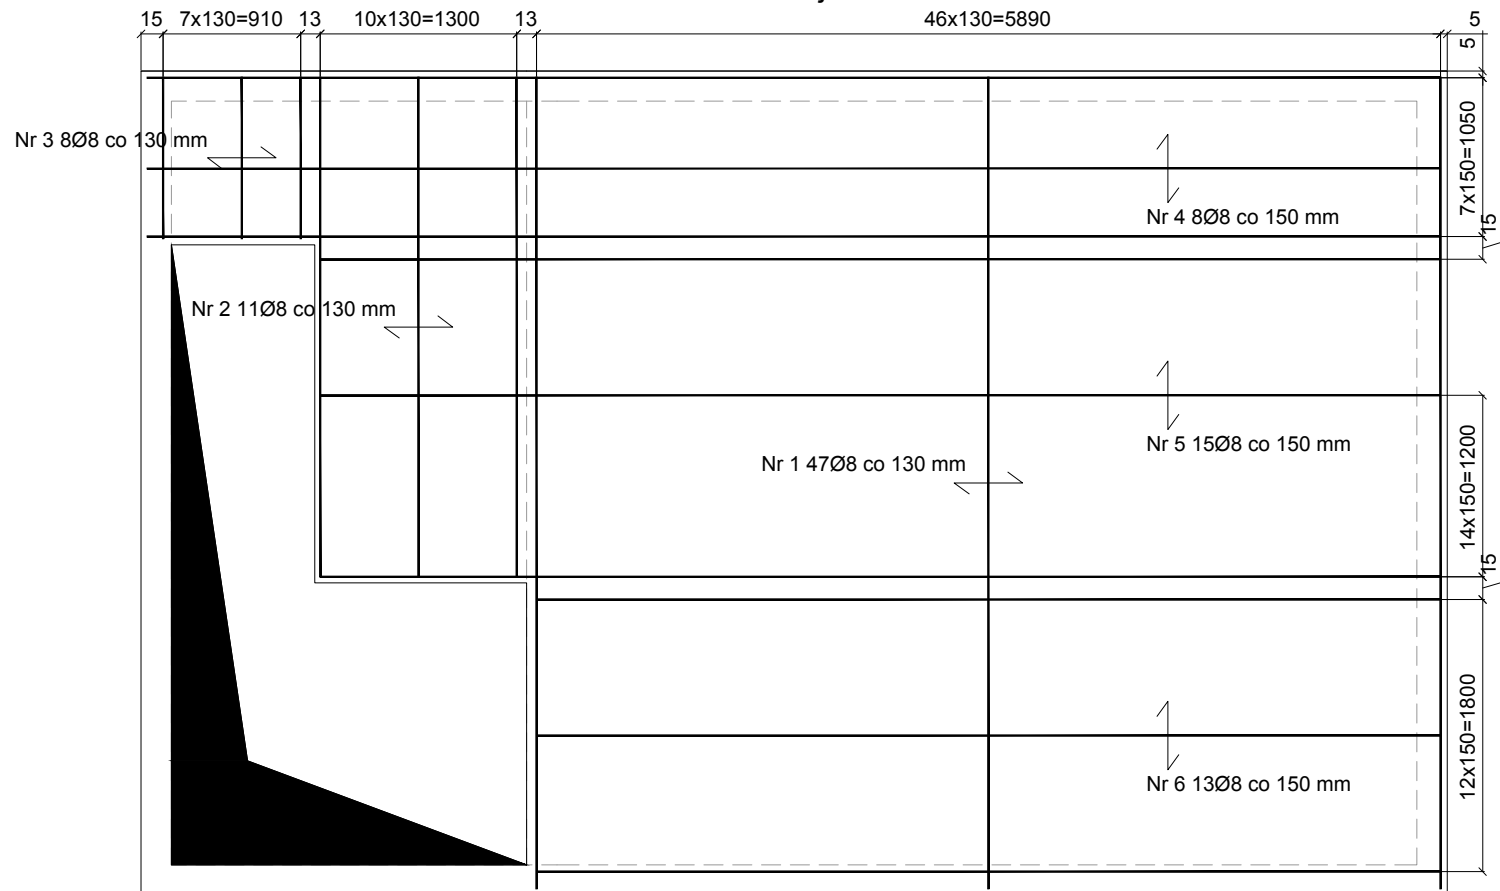 15 7x130=910 13 10x130=1300 13 46x130=5890 5
5
7x150=1050
Nr 3 8Ø8 co 130 mm
Nr 4 8Ø8 co 150 mm
15
Nr 2 11Ø8 co 130 mm
Nr 5 15Ø8 co 150 mm
Nr 1 47Ø8 co 130 mm
14x150=1200
15
12x150=1800
Nr 6 13Ø8 co 150 mm